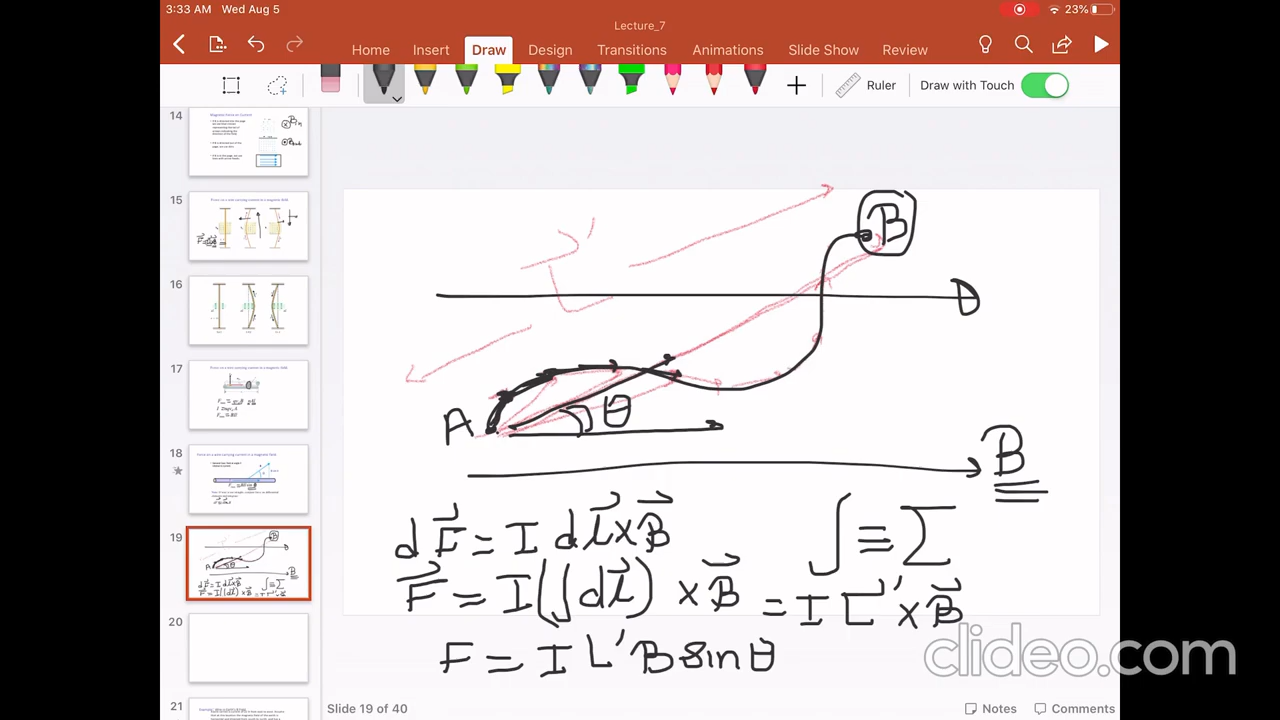 3:33 AM Wed Aug 5
23%
Lecture_7
Home Insert Draw Design Transitions Animations Slide Show Review
Ruler
Draw with Touch
14
15
16
17
18
19
20
21
B
L'
D
A
θ
B
dF⃗ = I dl⃗ × B⃗
∫ ≡ Σ
F⃗ = I(∫dl⃗) × B⃗ = I L' × B⃗
F = I L' B sin θ
clideo.com
Slide 19 of 40
Notes
Comments